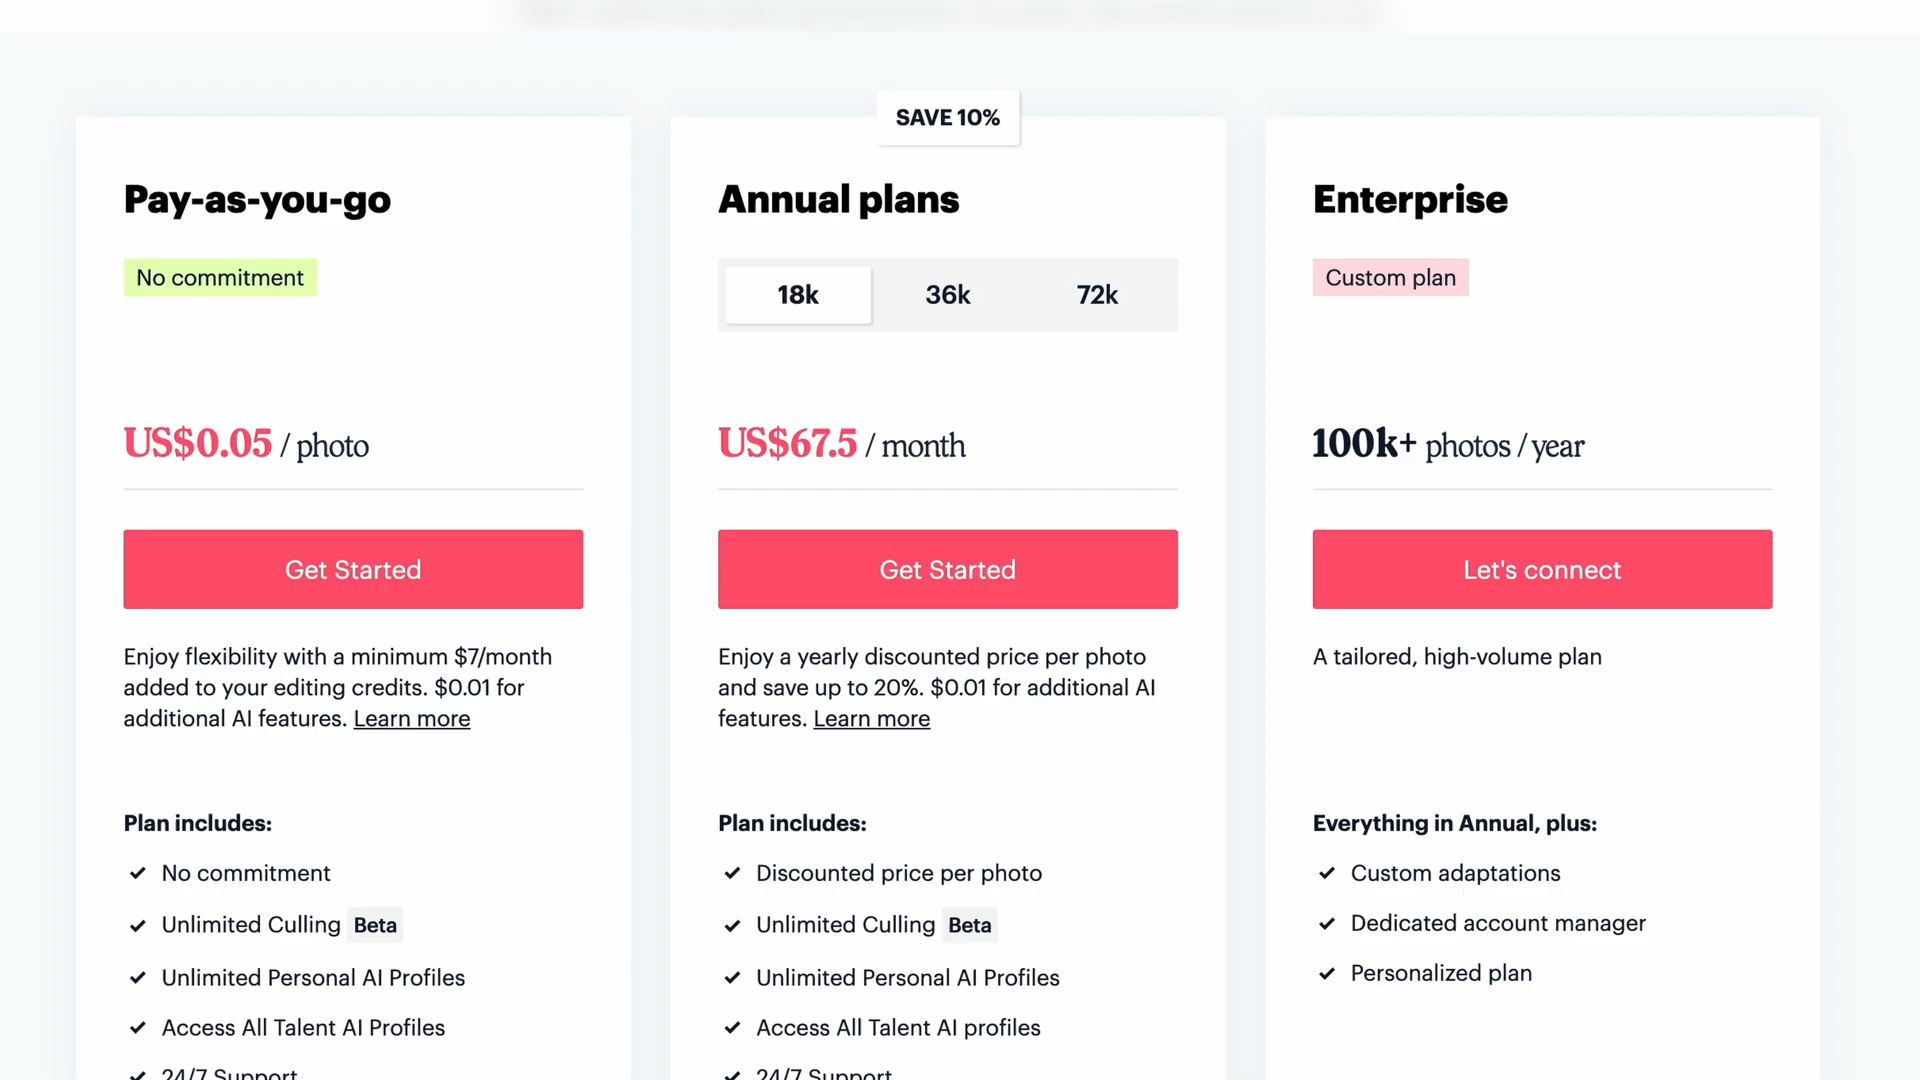 Pay-as-you-go
No commitment
US$0.05 / photo
Get Started
Enjoy flexibility with a minimum $7/month
added to your editing credits. $0.01 for
additional AI features. Learn more
Plan includes:
No commitment
Unlimited Culling Beta
Unlimited Personal AI Profiles
Access All Talent AI Profiles
24/7 Support
SAVE 10%
Annual plans
18k 36k 72k
US$67.5 / month
Get Started
Enjoy a yearly discounted price per photo
and save up to 20%. $0.01 for additional AI
features. Learn more
Plan includes:
Discounted price per photo
Unlimited Culling Beta
Unlimited Personal AI Profiles
Access All Talent AI profiles
24/7 Support
Enterprise
Custom plan
100k+ photos / year
Let's connect
A tailored, high-volume plan
Everything in Annual, plus:
Custom adaptations
Dedicated account manager
Personalized plan